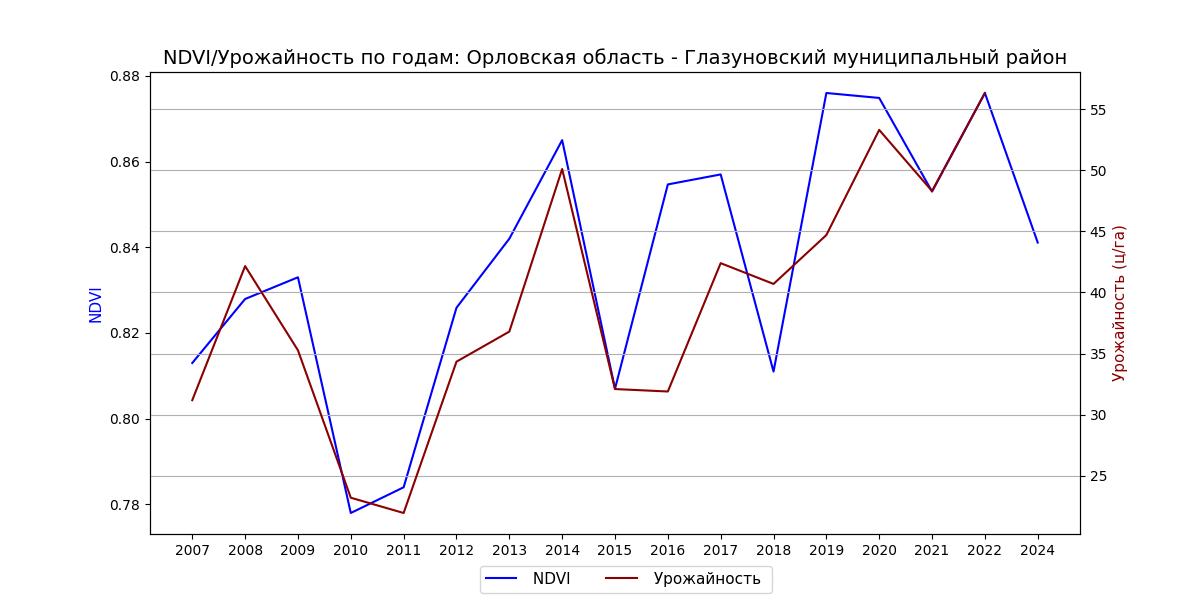 NDVI/Урожайность по годам: Орловская область - Глазуновский муниципальный район
0.88
0.86
0.84
0.82
0.80
0.78
NDVI
55
50
45
40
35
30
25
Урожайность (ц/га)
2007 2008 2009 2010 2011 2012 2013 2014 2015 2016 2017 2018 2019 2020 2021 2022 2024
NDVI Урожайность